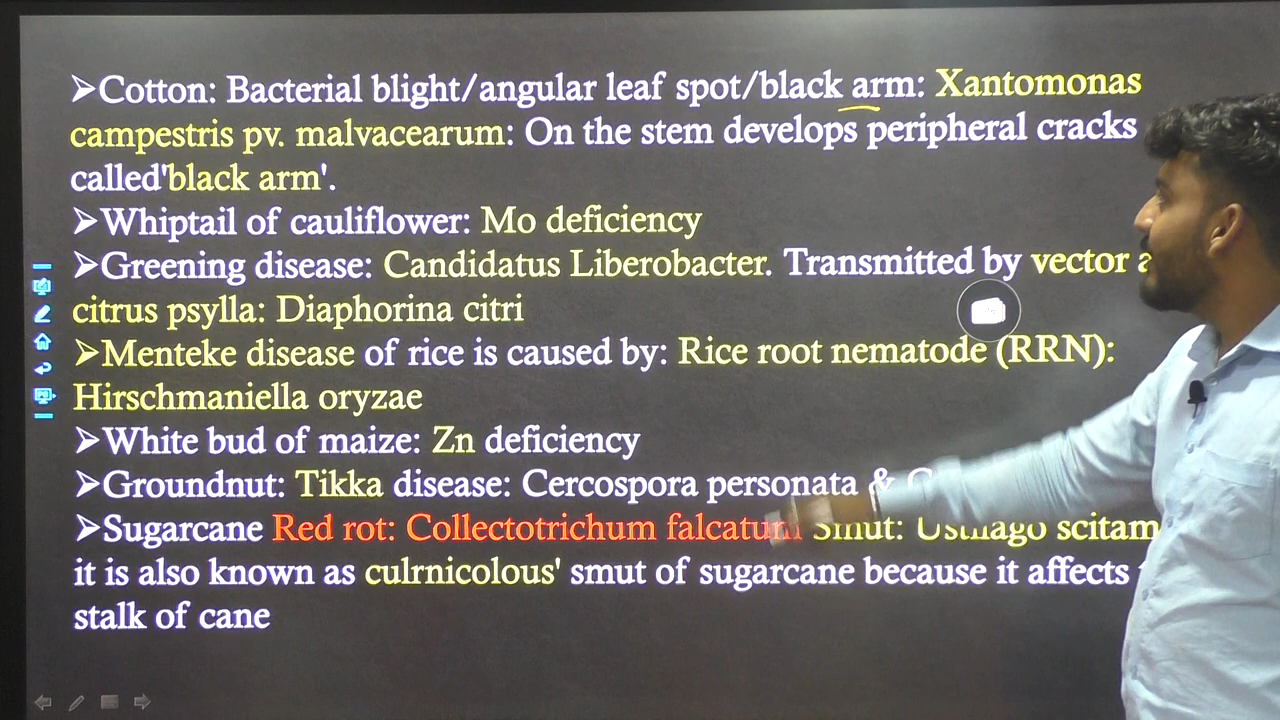 ➢Cotton: Bacterial blight/angular leaf spot/black arm: Xantomonas
campestris pv. malvacearum: On the stem develops peripheral cracks
called'black arm'.
➢Whiptail of cauliflower: Mo deficiency
➢Greening disease: Candidatus Liberobacter. Transmitted by vector
citrus psylla: Diaphorina citri
➢Menteke disease of rice is caused by: Rice root nematode (RRN):
Hirschmaniella oryzae
➢White bud of maize: Zn deficiency
➢Groundnut: Tikka disease: Cercospora personata &
➢Sugarcane Red rot: Collectotrichum falcatum Smut: Ustilago scitam
it is also known as culrnicolous' smut of sugarcane because it affects
stalk of cane